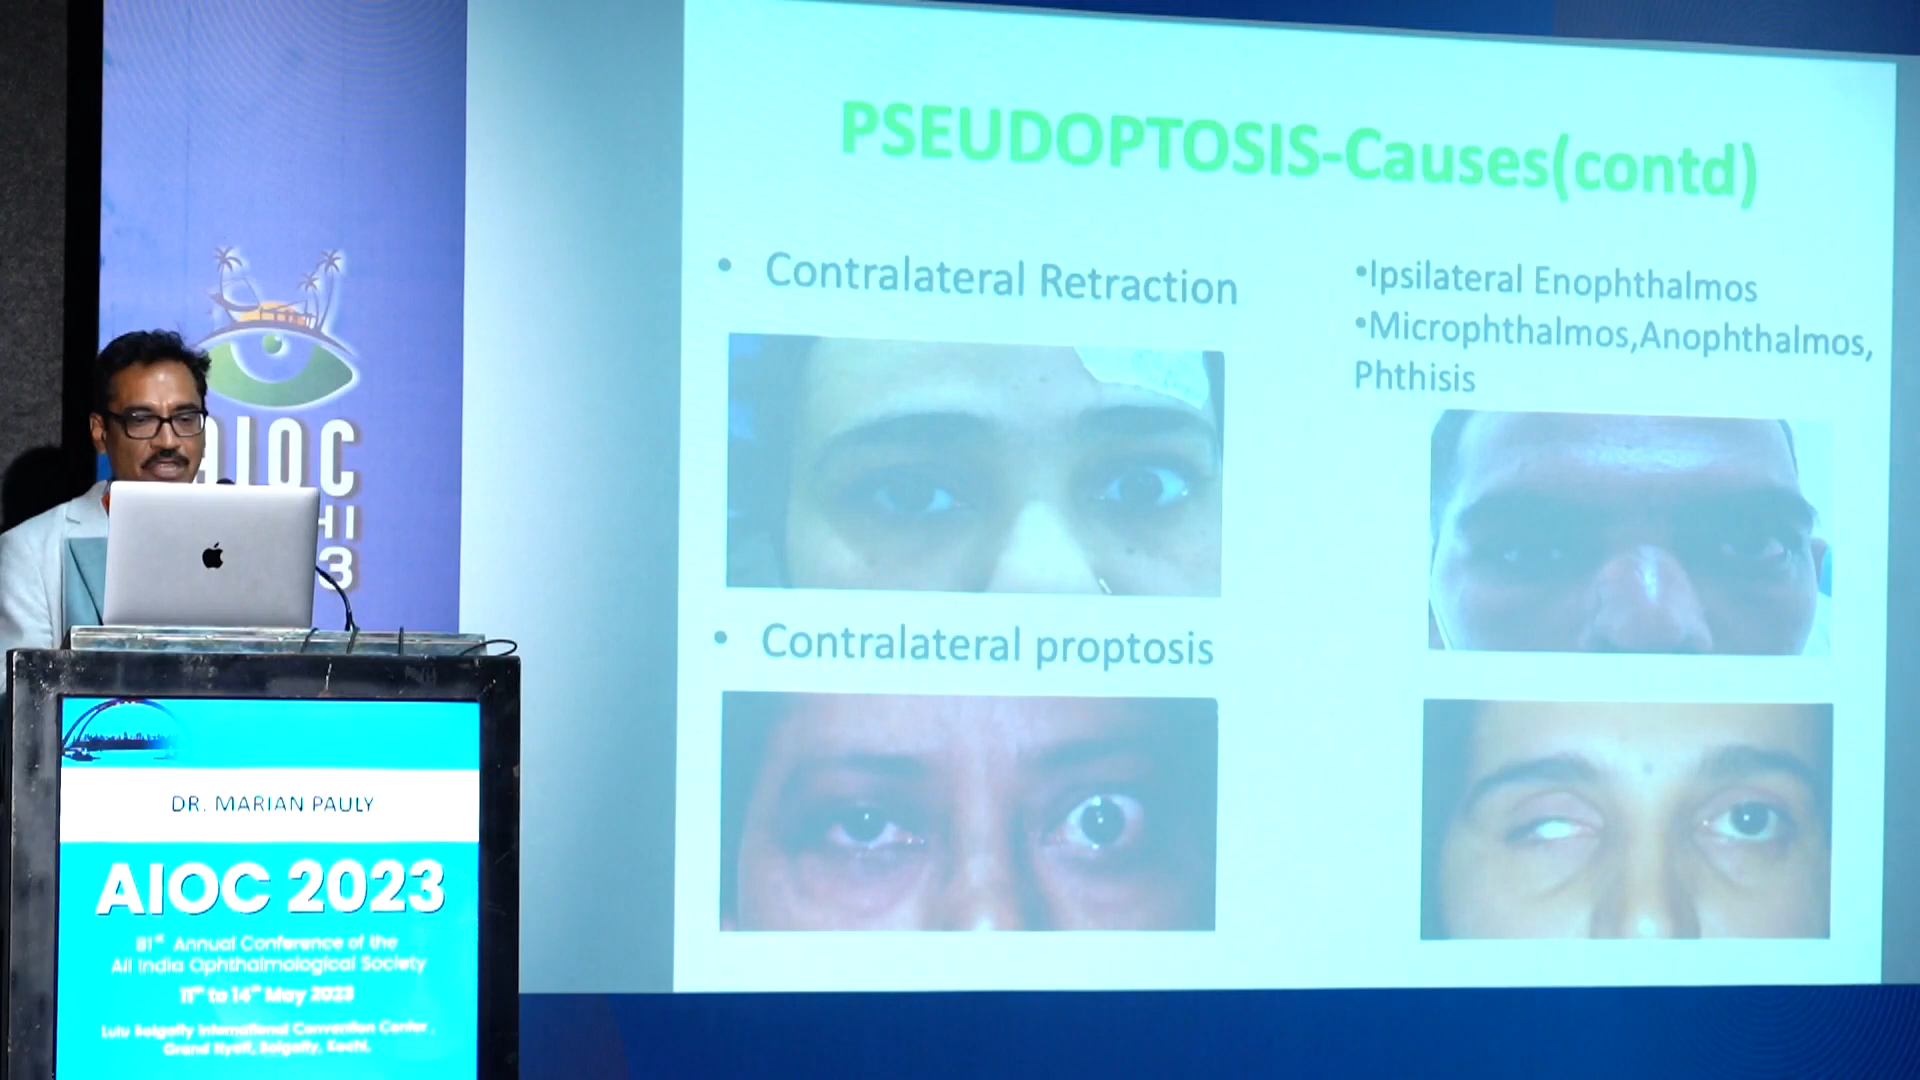 PSEUDOPTOSIS-Causes(contd)
• Contralateral Retraction
• Contralateral proptosis
•Ipsilateral Enophthalmos
•Microphthalmos,Anophthalmos,
Phthisis
AIOC
HI
3
DR. MARIAN PAULY
AIOC 2023
81st Annual Conference of the
All India Ophthalmological Society
11th to 14th May 2023
Lulu Bolgatty International Convention Center,
Grand Hyatt, Bolgatty, Kochi.